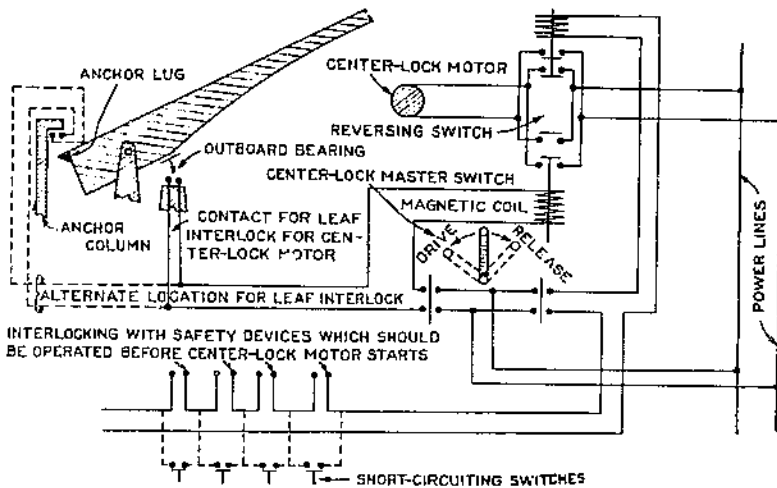 ANCHOR LUG
CENTER-LOCK MOTOR
REVERSING SWITCH
OUTBOARD BEARING
CENTER-LOCK MASTER SWITCH
MAGNETIC COIL
ANCHOR
COLUMN
CONTACT FOR LEAF
INTERLOCK FOR CEN-
TER-LOCK MOTOR
DRIVE
RELEASE
POWER LINES
ALTERNATE LOCATION FOR LEAF INTERLOCK
INTERLOCKING WITH SAFETY DEVICES WHICH SHOULD
BE OPERATED BEFORE CENTER-LOCK MOTOR STARTS
SHORT-CIRCUITING SWITCHES